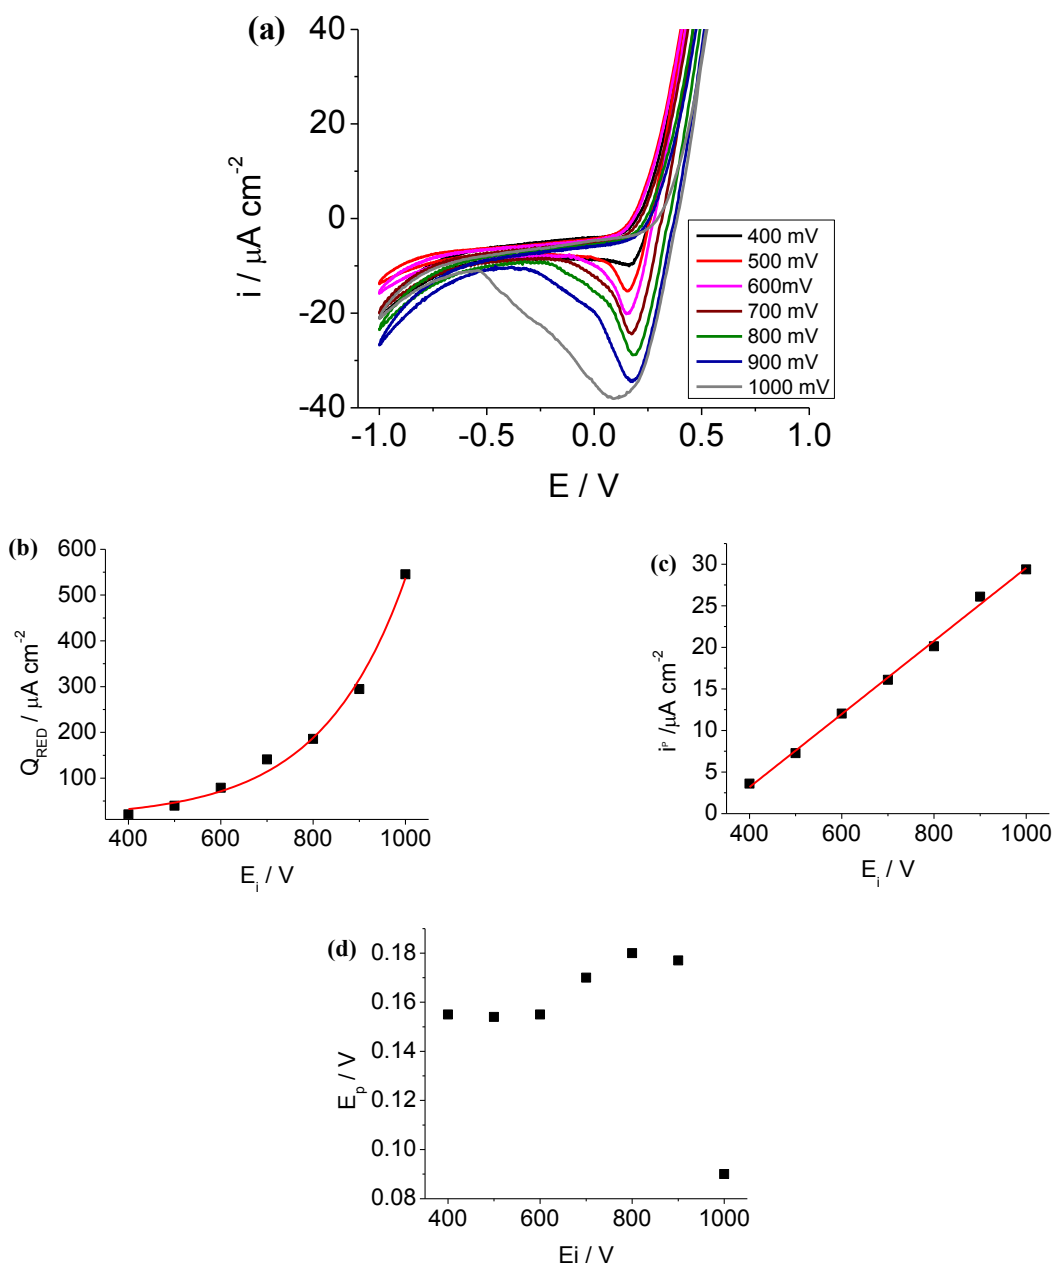 (a)
40
20
0
-20
-40
i / μA cm-2
-1.0 -0.5 0.0 0.5 1.0
E / V
400 mV
500 mV
600mV
700 mV
800 mV
900 mV
1000 mV
(b)
600
500
400
300
200
100
QRED / μA cm-2
400 600 800 1000
Ei / V
(c)
30
25
20
15
10
5
0
iP /μA cm-2
400 600 800 1000
Ei / V
(d)
0.18
0.16
0.14
0.12
0.10
0.08
Ep / V
400 600 800 1000
Ei / V